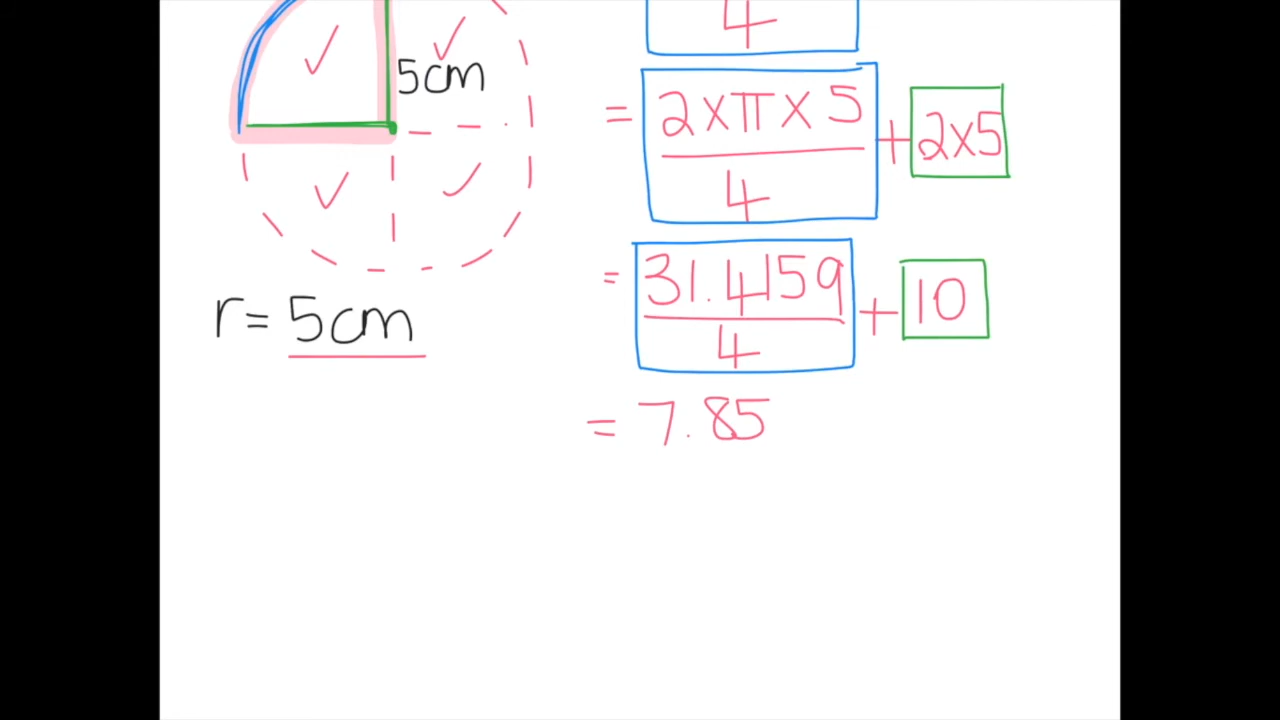 4
5cm
= 2×π×5 + 2×5
4
= 31.4159 + 10
4
r= 5cm
= 7.85